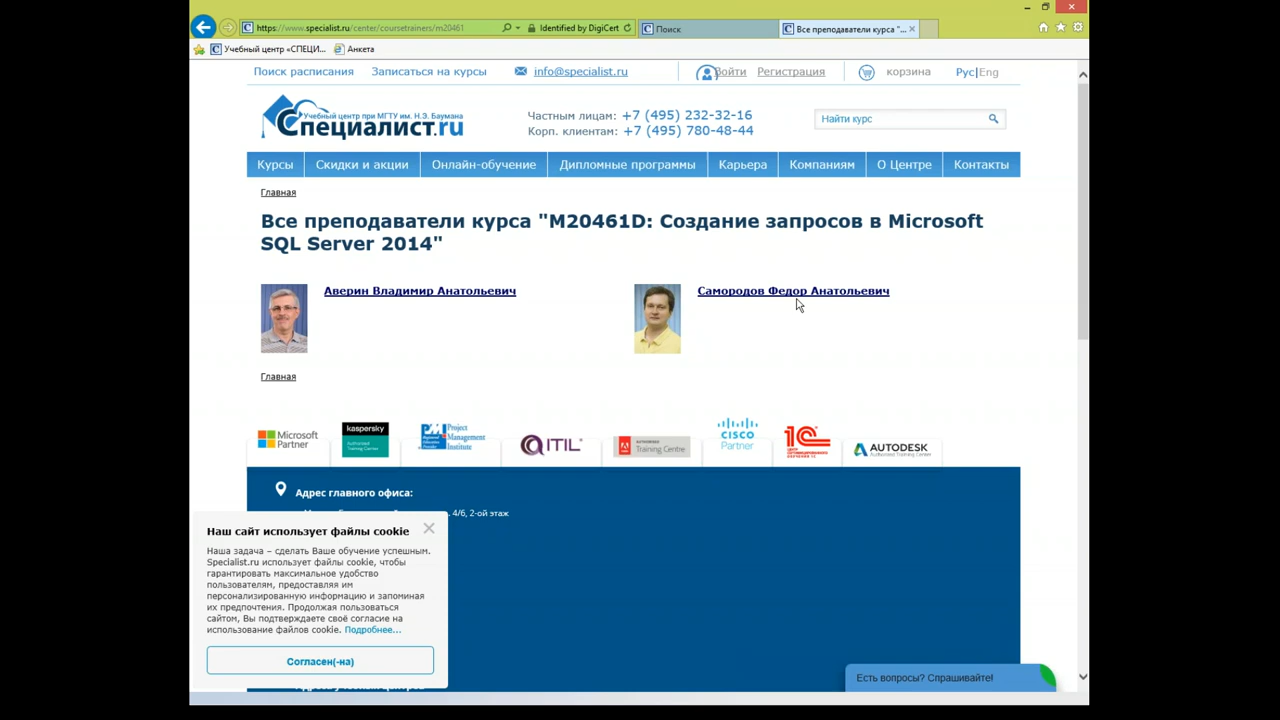 https://www.specialist.ru/center/coursetrainers/m20461
Identified by DigiCert
Поиск
Все преподаватели курса "...
Учебный центр «СПЕЦИ...
Анкета
Поиск расписания
Записаться на курсы
info@specialist.ru
Войти
Регистрация
корзина
Рус|Eng
Учебный центр при МГТУ им. Н.Э. Баумана
Специалист.ru
Частным лицам: +7 (495) 232-32-16
Корп. клиентам: +7 (495) 780-48-44
Найти курс
Курсы
Скидки и акции
Онлайн-обучение
Дипломные программы
Карьера
Компаниям
О Центре
Контакты
Главная
Все преподаватели курса "M20461D: Создание запросов в Microsoft
SQL Server 2014"
Аверин Владимир Анатольевич
Самородов Федор Анатольевич
Главная
Microsoft
Partner
kaspersky
PMI
Project
Management
Institute
ITIL
Training Centre
CISCO
Partner
1C
AUTODESK
Адрес главного офиса:
4/6, 2-ой этаж
Наш сайт использует файлы cookie
Наша задача – сделать Ваше обучение успешным.
Specialist.ru использует файлы cookie, чтобы
гарантировать максимальное удобство
пользователям, предоставляя им
персонализированную информацию и запоминая
их предпочтения. Продолжая пользоваться
сайтом, Вы подтверждаете своё согласие на
использование файлов cookie. Подробнее...
Согласен(-на)
Есть вопросы? Спрашивайте!